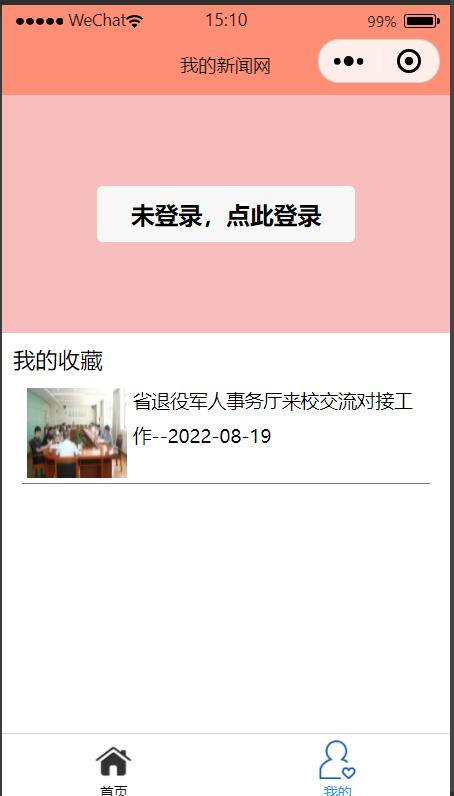 WeChat 15:10 99%
我的新闻网
未登录，点此登录
我的收藏
省退役军人事务厅来校交流对接工
作--2022-08-19
首页 我的